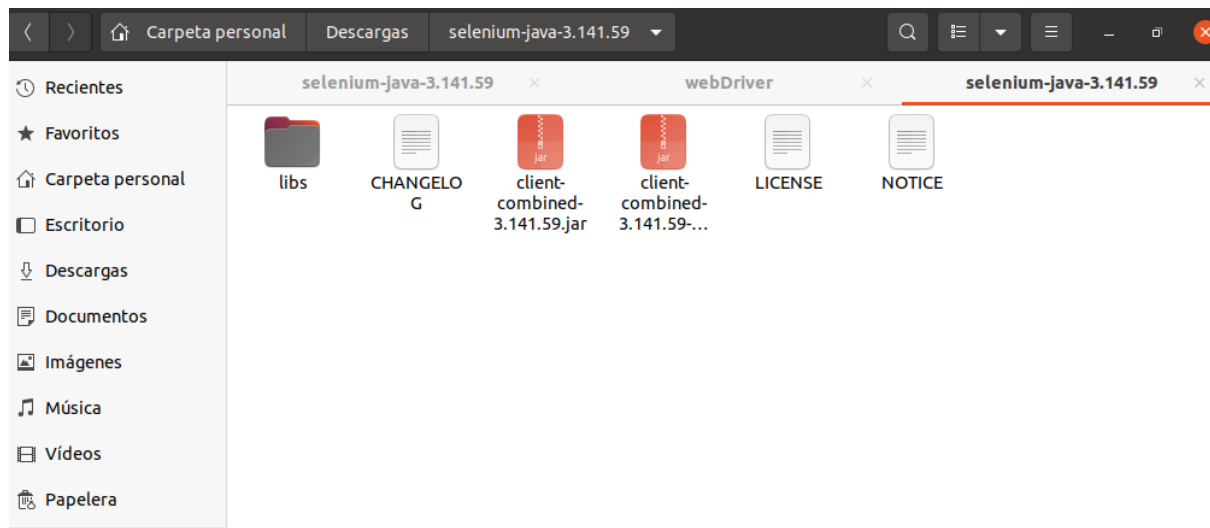 Carpeta personal Descargas selenium-java-3.141.59
selenium-java-3.141.59 webDriver selenium-java-3.141.59
Recientes
Favoritos
Carpeta personal
Escritorio
Descargas
Documentos
Imágenes
Música
Vídeos
Papelera
jar jar
libs CHANGELO client- client- LICENSE NOTICE
G combined- combined-
3.141.59.jar 3.141.59-...